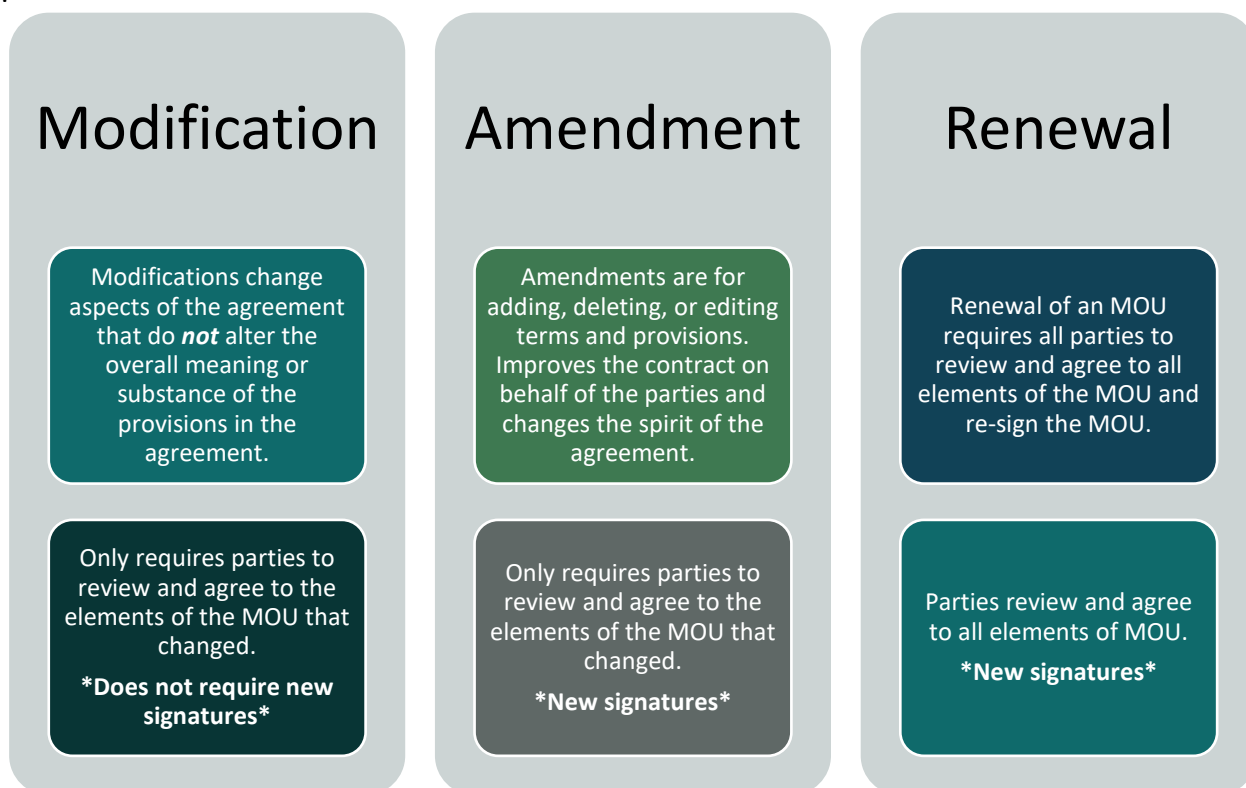 Modification
Modifications change
aspects of the agreement
that do not alter the
overall meaning or
substance of the
provisions in the
agreement.
Only requires parties to
review and agree to the
elements of the MOU that
changed.
*Does not require new
signatures*
Amendment
Amendments are for
adding, deleting, or editing
terms and provisions.
Improves the contract on
behalf of the parties and
changes the spirit of the
agreement.
Only requires parties to
review and agree to the
elements of the MOU that
changed.
*New signatures*
Renewal
Renewal of an MOU
requires all parties to
review and agree to all
elements of the MOU and
re-sign the MOU.
Parties review and agree
to all elements of MOU.
*New signatures*